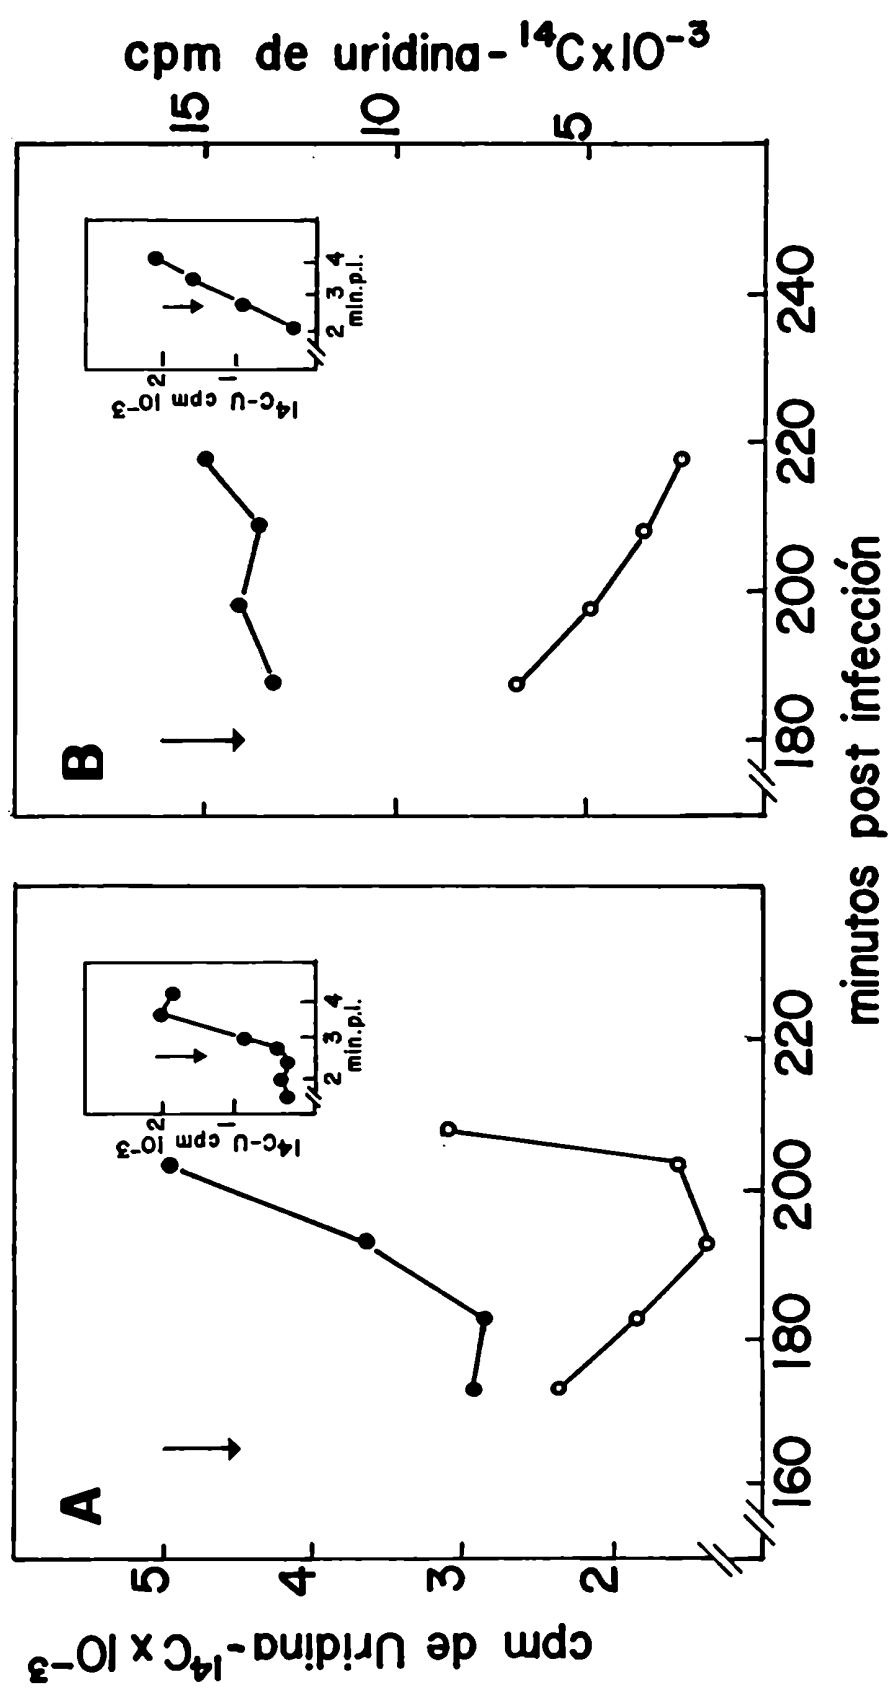 A
cpm de Uridina-¹⁴C x 10⁻³
5
4
3
2
160 180 200 220
¹⁴C-U cpm 10⁻³
2
1
2 3 4
min.p.I.
B
cpm de uridina-¹⁴C x 10⁻³
15
10
5
180 200 220 240
¹⁴C-U cpm 10⁻³
2
1
2 3 4
min.p.I.
minutos post infección